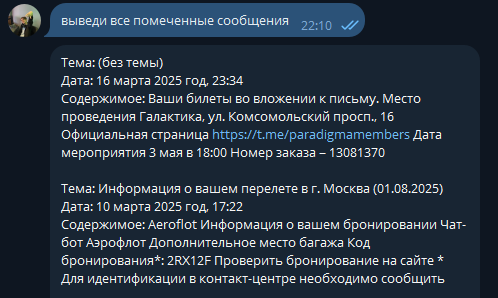 выведи все помеченные сообщения
22:10
Тема: (без темы)
Дата: 16 марта 2025 год, 23:34
Содержимое: Ваши билеты во вложении к письму. Место
проведения Галактика, ул. Комсомольский просп., 16
Официальная страница https://t.me/paradigmamembers Дата
мероприятия 3 мая в 18:00 Номер заказа – 13081370
Тема: Информация о вашем перелете в г. Москва (01.08.2025)
Дата: 10 марта 2025 год, 17:22
Содержимое: Aeroflot Информация о вашем бронировании Чат-
бот Аэрофлот Дополнительное место багажа Код
бронирования*: 2RX12F Проверить бронирование на сайте *
Для идентификации в контакт-центре необходимо сообщить